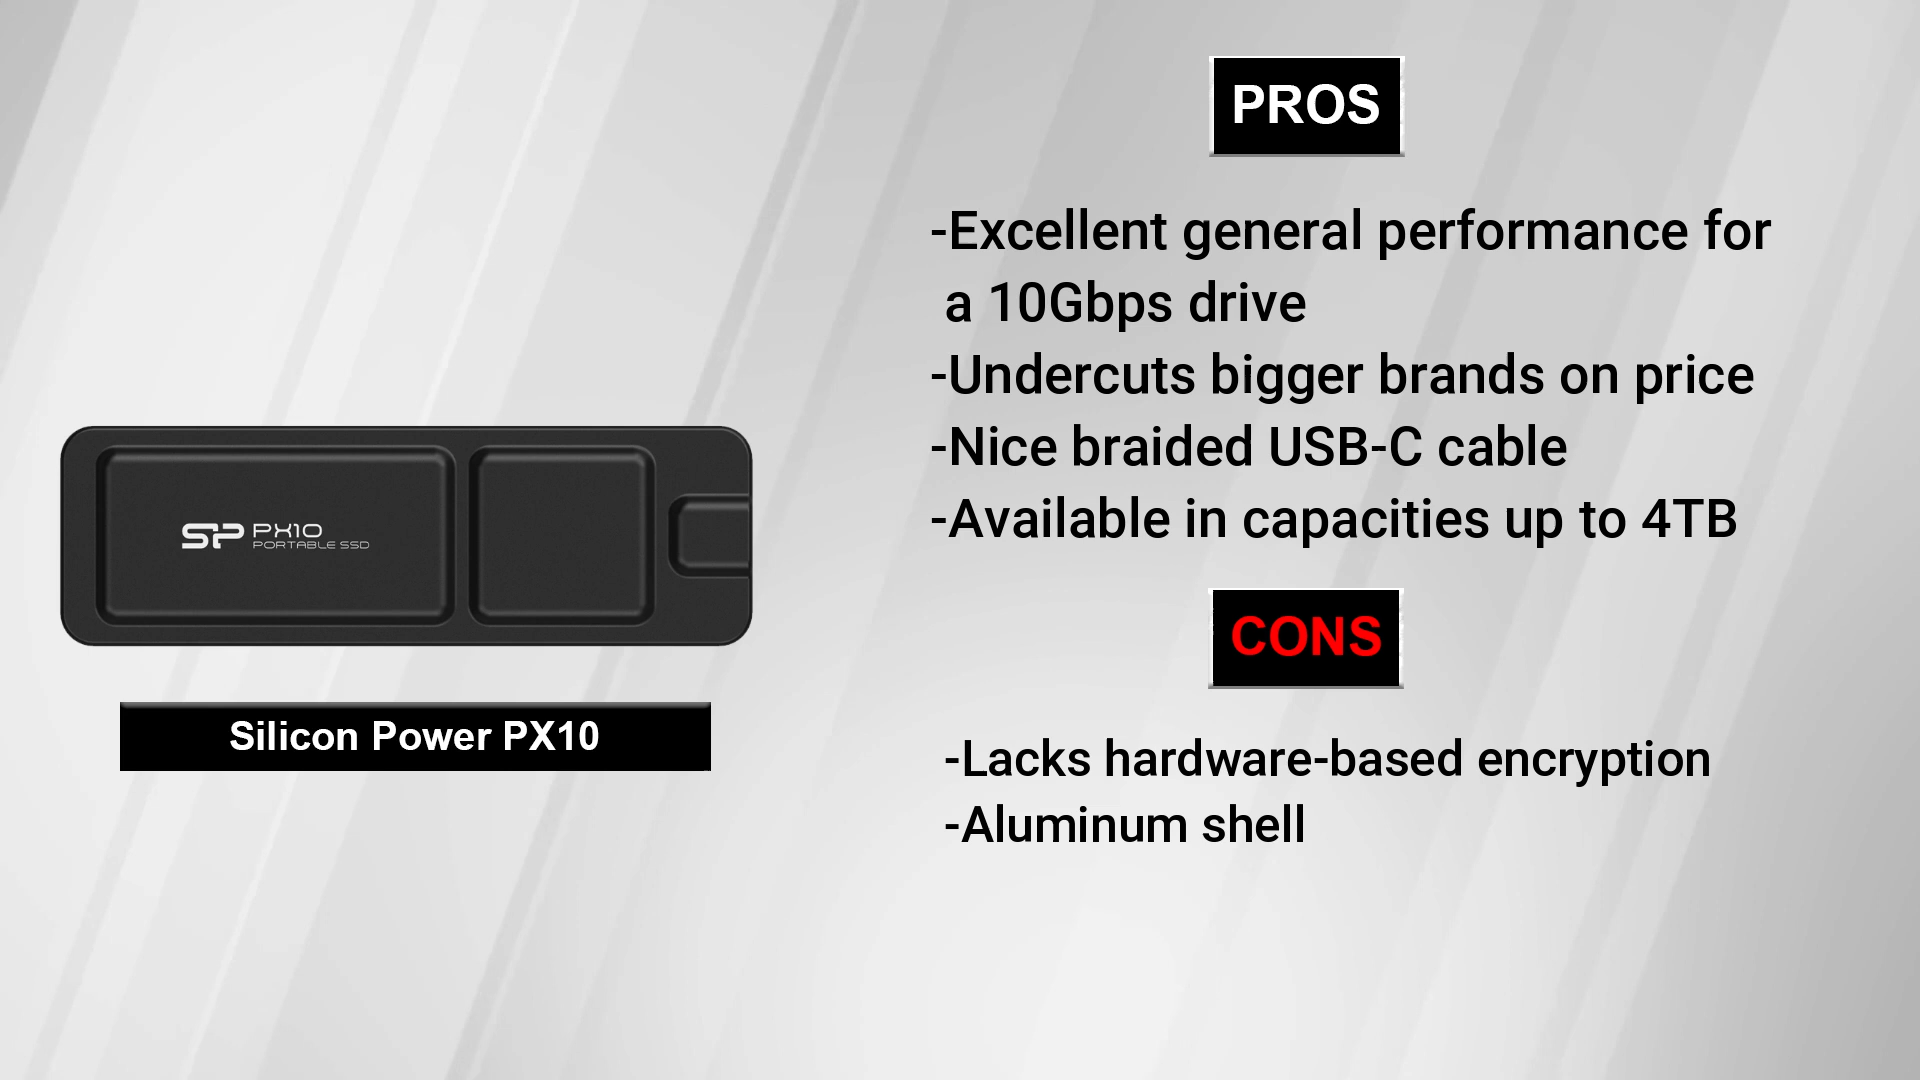 PROS
-Excellent general performance for
a 10Gbps drive
-Undercuts bigger brands on price
-Nice braided USB-C cable
-Available in capacities up to 4TB
SP PX10
PORTABLE SSD
Silicon Power PX10
CONS
-Lacks hardware-based encryption
-Aluminum shell